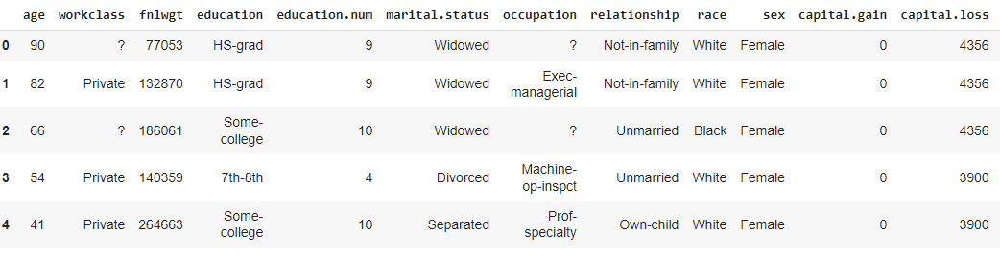 age workclass fnlwgt education education.num marital.status occupation relationship race sex capital.gain capital.loss
0 90 ? 77053 HS-grad 9 Widowed ? Not-in-family White Female 0 4356
1 82 Private 132870 HS-grad 9 Widowed Exec-
managerial Not-in-family White Female 0 4356
2 66 ? 186061 Some-
college 10 Widowed ? Unmarried Black Female 0 4356
3 54 Private 140359 7th-8th 4 Divorced Machine-
op-inspct Unmarried White Female 0 3900
4 41 Private 264663 Some-
college 10 Separated Prof-
specialty Own-child White Female 0 3900